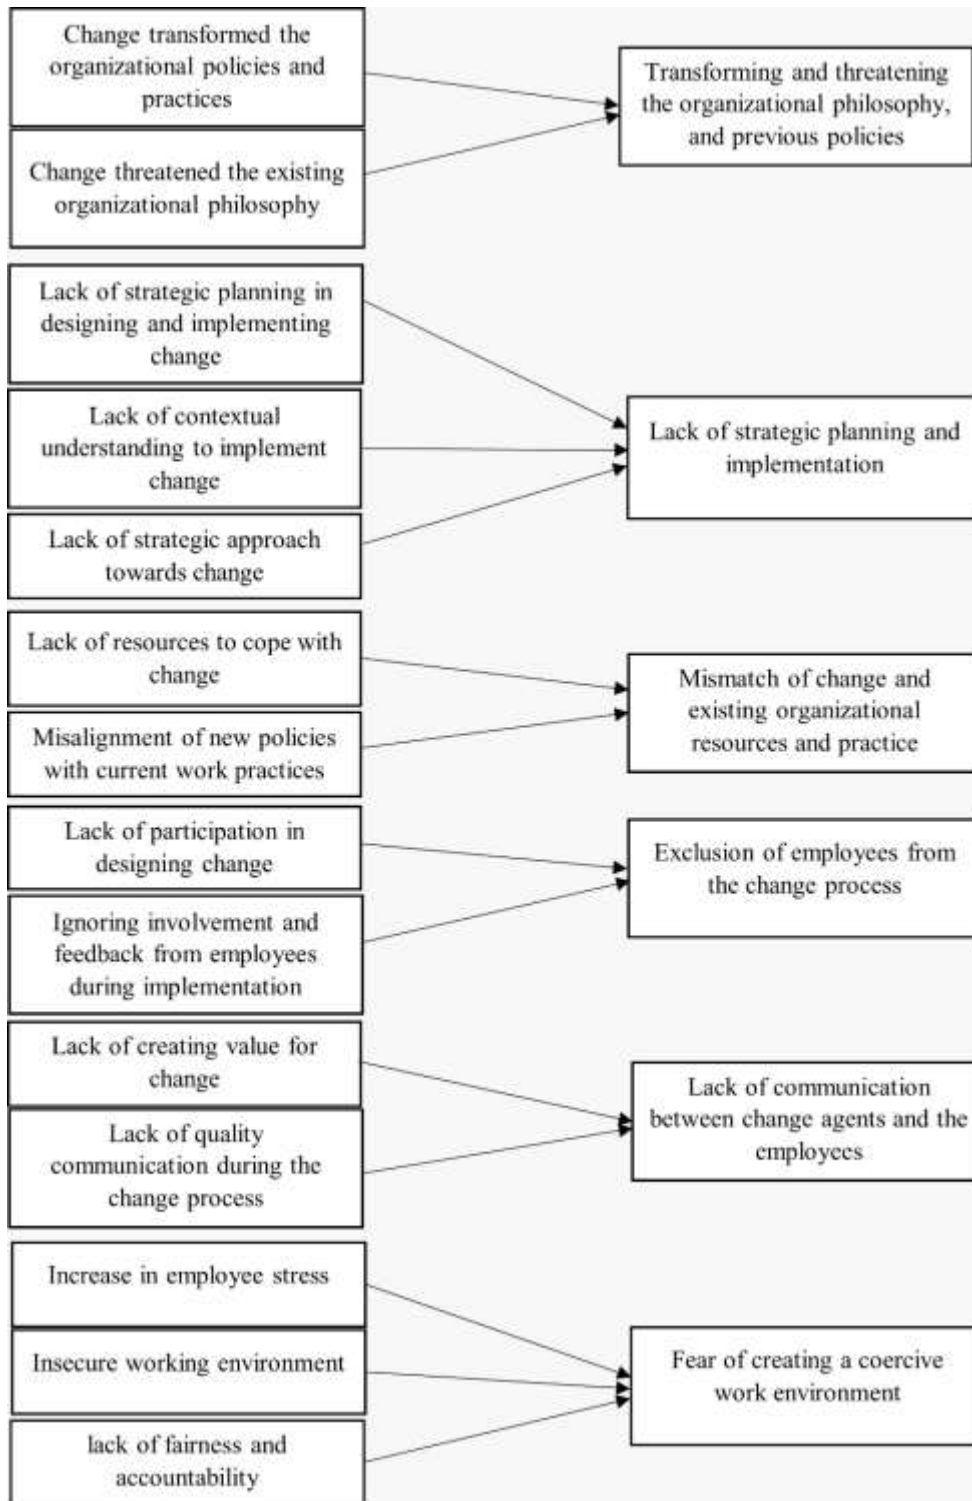 Change transformed the
organizational policies and
practices
Change threatened the existing
organizational philosophy
Transforming and threatening
the organizational philosophy,
and previous policies
Lack of strategic planning in
designing and implementing
change
Lack of contextual
understanding to implement
change
Lack of strategic approach
towards change
Lack of strategic planning and
implementation
Lack of resources to cope with
change
Misalignment of new policies
with current work practices
Mismatch of change and
existing organizational
resources and practice
Lack of participation in
designing change
Ignoring involvement and
feedback from employees
during implementation
Exclusion of employees from
the change process
Lack of creating value for
change
Lack of quality
communication during the
change process
Lack of communication
between change agents and the
employees
Increase in employee stress
Insecure working environment
lack of fairness and
accountability
Fear of creating a coercive
work environment